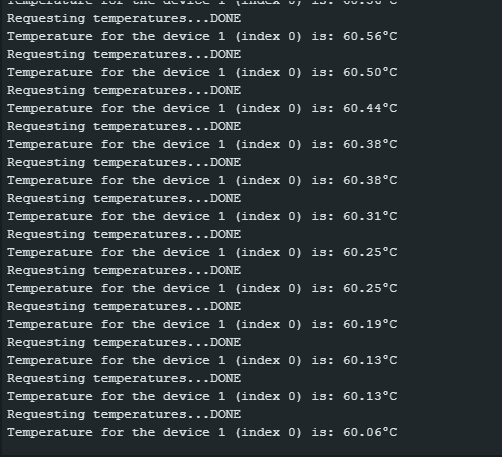 Temperature for the device 1 (index 0) is:
Requesting temperatures...DONE
Temperature for the device 1 (index 0) is: 60.56°C
Requesting temperatures...DONE
Temperature for the device 1 (index 0) is: 60.50°C
Requesting temperatures...DONE
Temperature for the device 1 (index 0) is: 60.44°C
Requesting temperatures...DONE
Temperature for the device 1 (index 0) is: 60.38°C
Requesting temperatures...DONE
Temperature for the device 1 (index 0) is: 60.38°C
Requesting temperatures...DONE
Temperature for the device 1 (index 0) is: 60.31°C
Requesting temperatures...DONE
Temperature for the device 1 (index 0) is: 60.25°C
Requesting temperatures...DONE
Temperature for the device 1 (index 0) is: 60.25°C
Requesting temperatures...DONE
Temperature for the device 1 (index 0) is: 60.19°C
Requesting temperatures...DONE
Temperature for the device 1 (index 0) is: 60.13°C
Requesting temperatures...DONE
Temperature for the device 1 (index 0) is: 60.13°C
Requesting temperatures...DONE
Temperature for the device 1 (index 0) is: 60.06°C